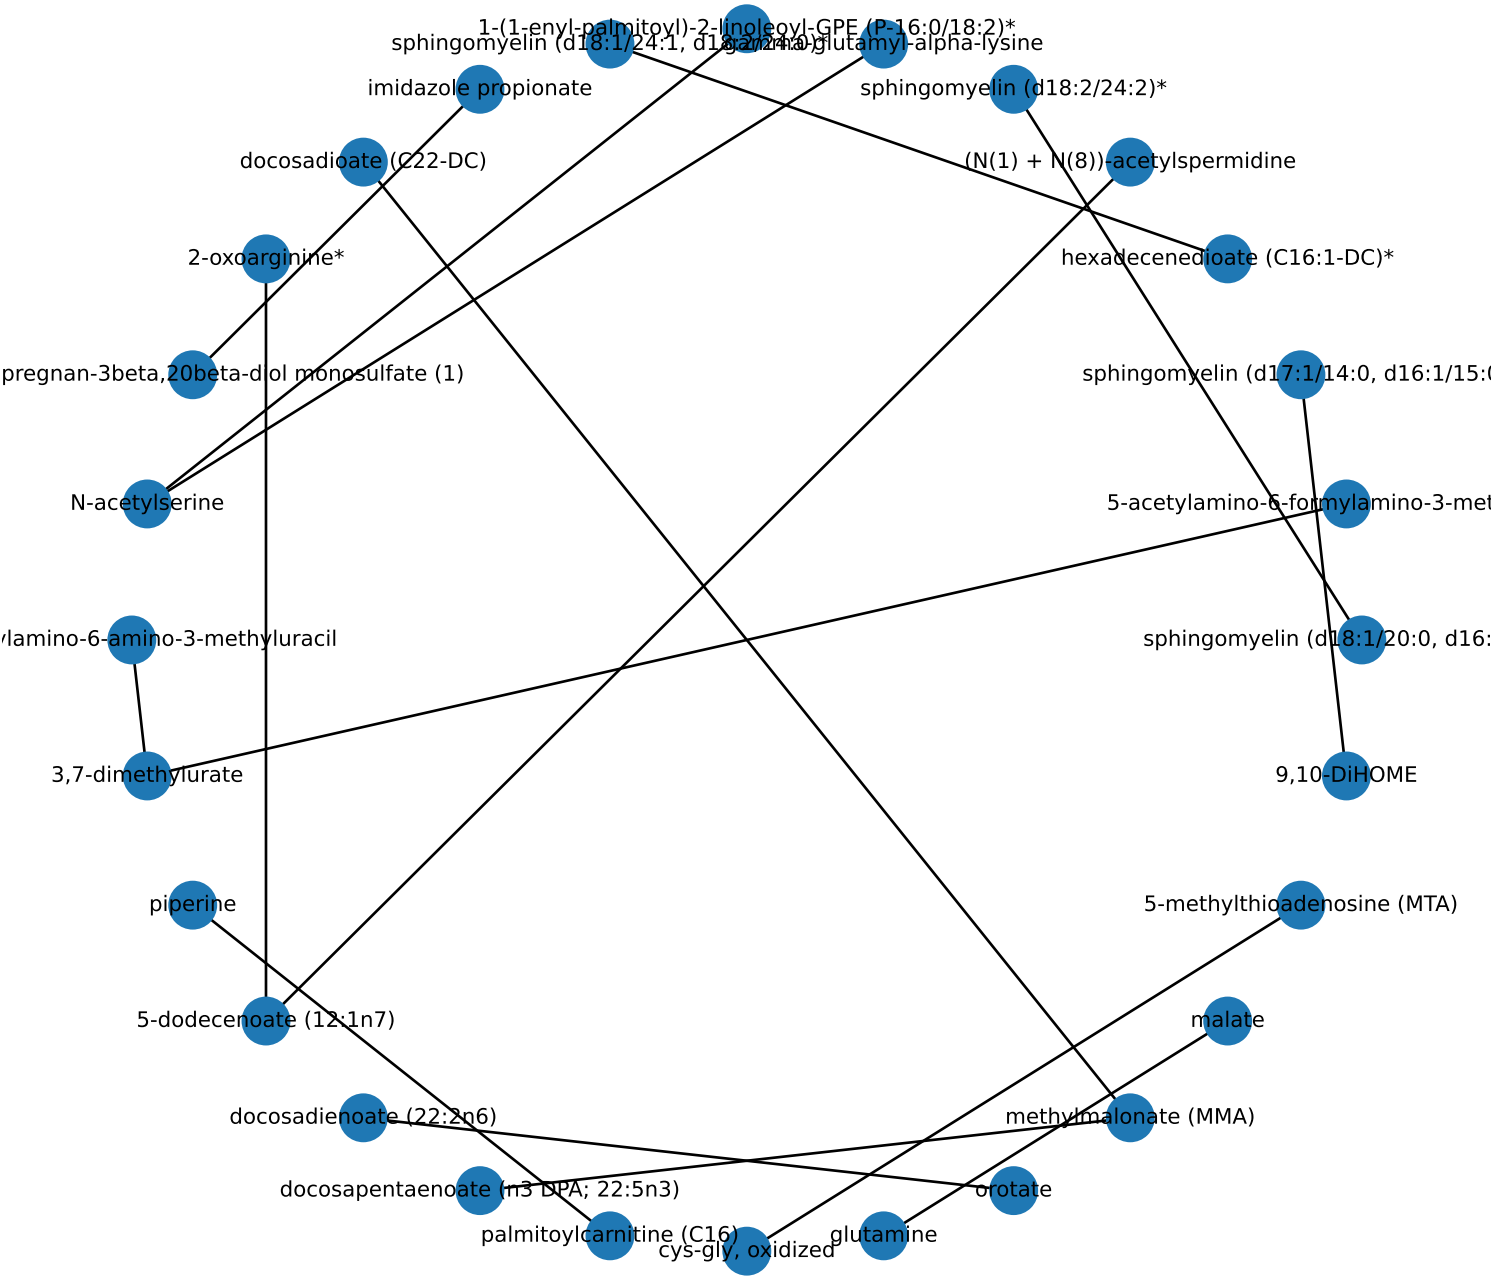 1-(1-enyl-palmitoyl)-2-linoleoyl-GPE (P-16:0/18:2)*
sphingomyelin (d18:1/24:1, d18:2/24:0)*
gamma-glutamyl-alpha-lysine
imidazole propionate
sphingomyelin (d18:2/24:2)*
docosadioate (C22-DC)
(N(1) + N(8))-acetylspermidine
2-oxoarginine*
hexadecenedioate (C16:1-DC)*
pregnan-3beta,20beta-diol monosulfate (1)
sphingomyelin (d17:1/14:0, d16:1/15:0
N-acetylserine
5-acetylamino-6-formylamino-3-met
ylamino-6-amino-3-methyluracil
sphingomyelin (d18:1/20:0, d16:
3,7-dimethylurate
9,10-DiHOME
piperine
5-methylthioadenosine (MTA)
5-dodecenoate (12:1n7)
malate
docosadienoate (22:2n6)
methylmalonate (MMA)
docosapentaenoate (n3 DPA; 22:5n3)
orotate
palmitoylcarnitine (C16)
glutamine
cys-gly, oxidized